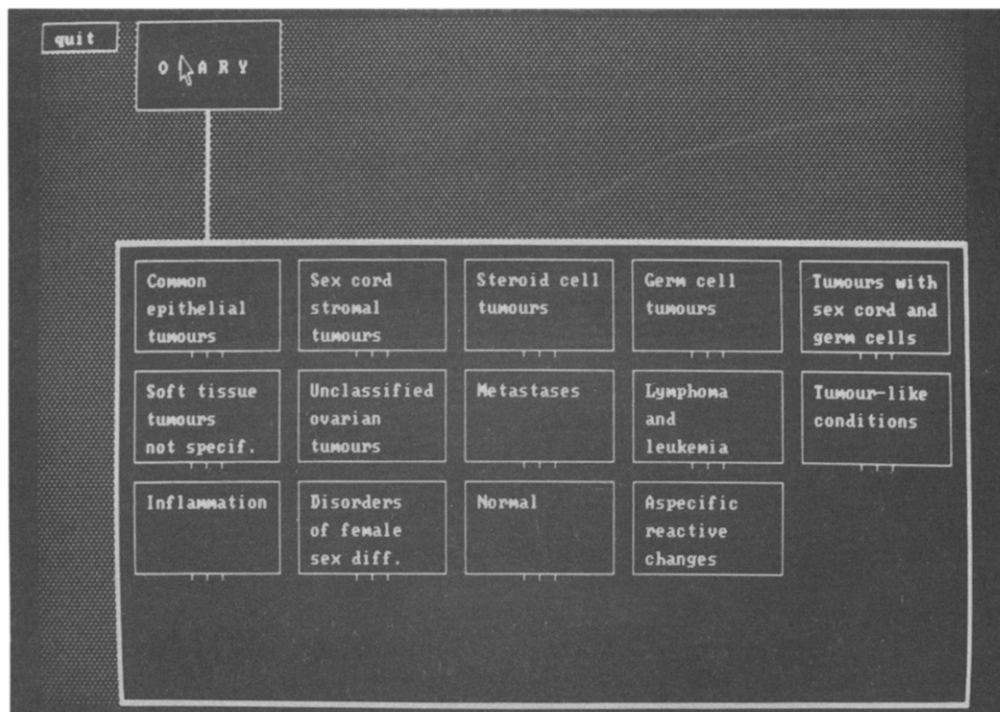 quit
O ARY
Common
epithelial
tumours
Sex cord
stromal
tumours
Steroid cell
tumours
Germ cell
tumours
Tumours with
sex cord and
germ cells
Soft tissue
tumours
not specif.
Unclassified
ovarian
tumours
Metastases
Lymphoma
and
leukemia
Tumour-like
conditions
Inflammation
Disorders
of female
sex diff.
Normal
Aspecific
reactive
changes